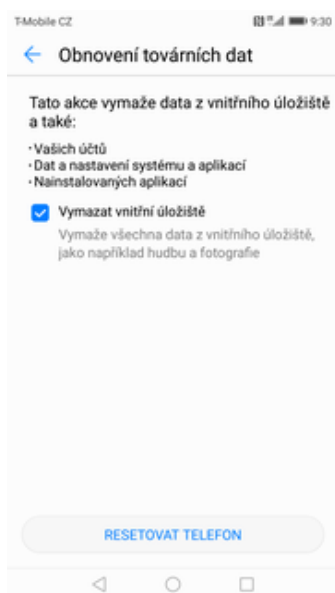 T-Mobile CZ 9:30
Obnovení továrních dat
Tato akce vymaže data z vnitřního úložiště
a také:
• Vašich účtů
• Dat a nastavení systému a aplikací
• Nainstalovaných aplikací
Vymazat vnitřní úložiště
Vymaže všechna data z vnitřního úložiště,
jako například hudbu a fotografie
RESETOVAT TELEFON